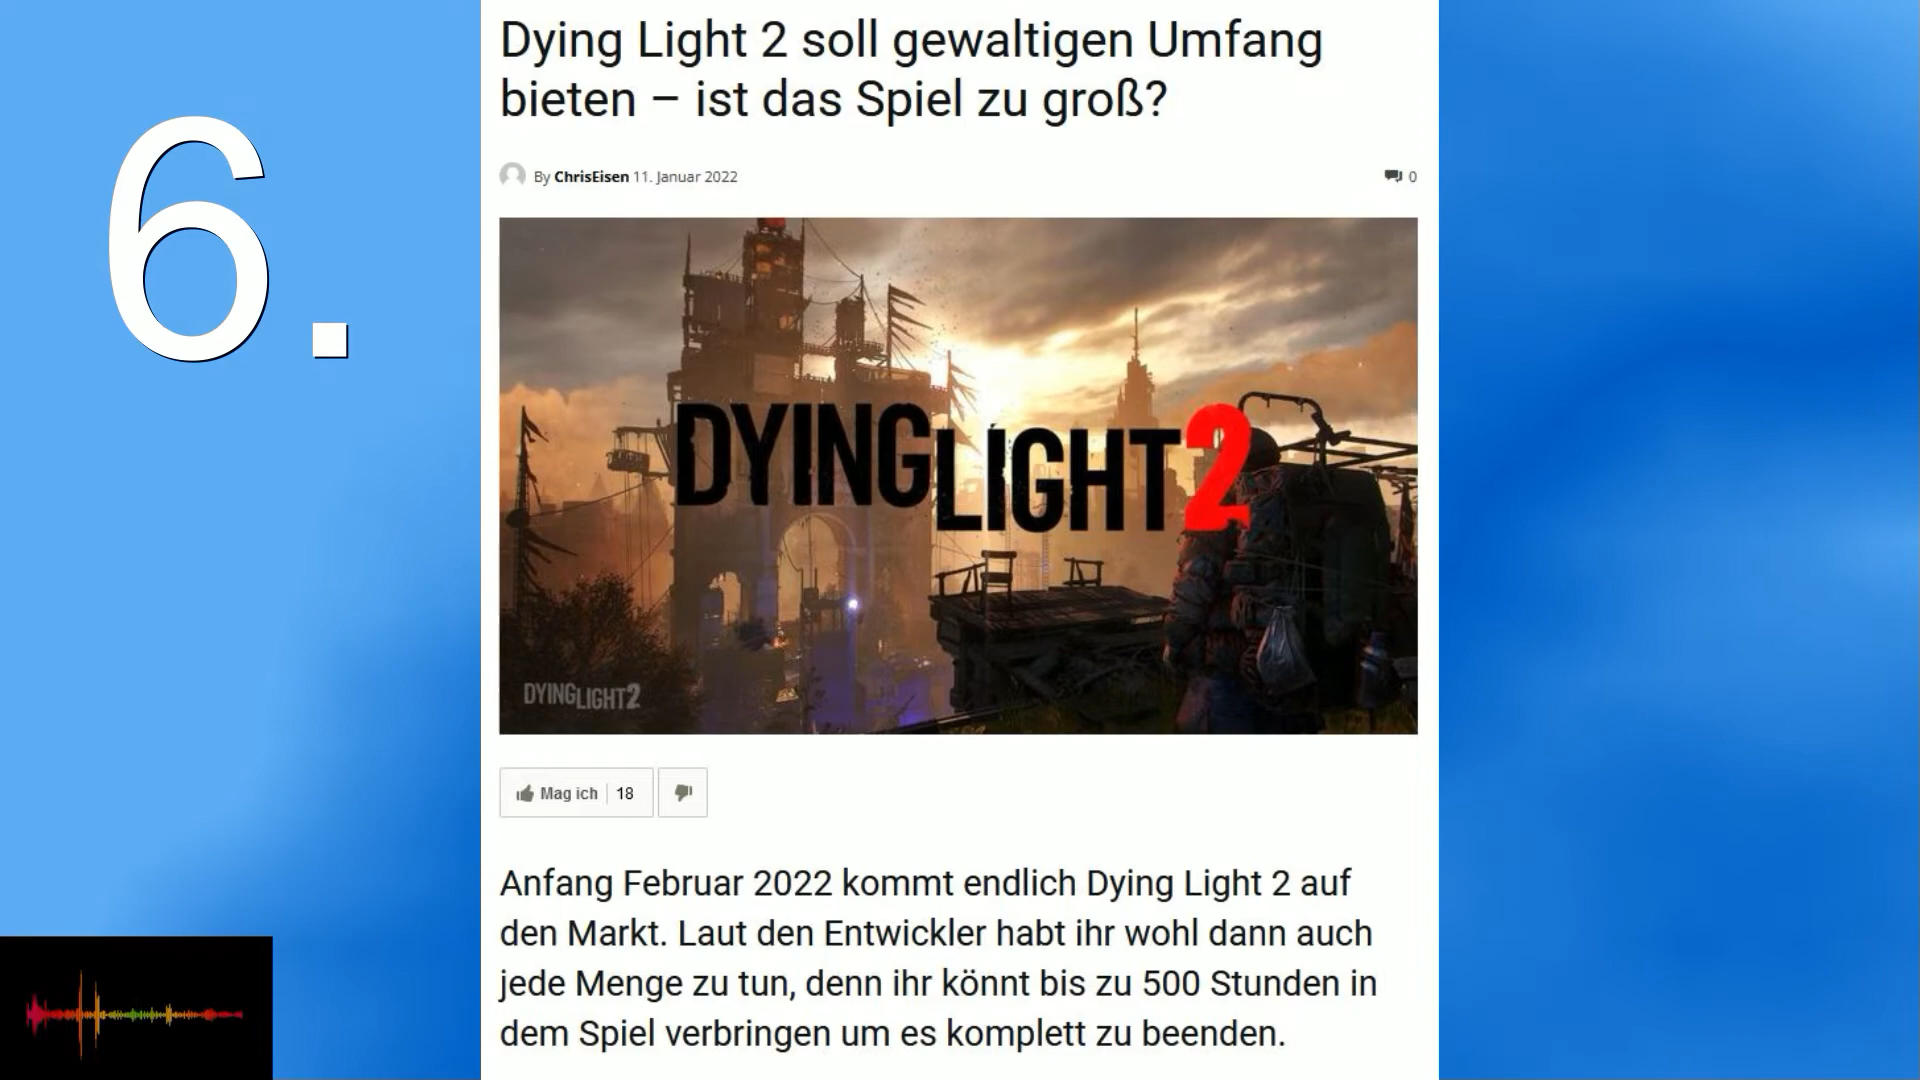 6.
Dying Light 2 soll gewaltigen Umfang
bieten – ist das Spiel zu groß?
By ChrisEisen 11. Januar 2022
0
DYING LIGHT 2
DYING LIGHT 2
Mag ich 18
Anfang Februar 2022 kommt endlich Dying Light 2 auf
den Markt. Laut den Entwickler habt ihr wohl dann auch
jede Menge zu tun, denn ihr könnt bis zu 500 Stunden in
dem Spiel verbringen um es komplett zu beenden.